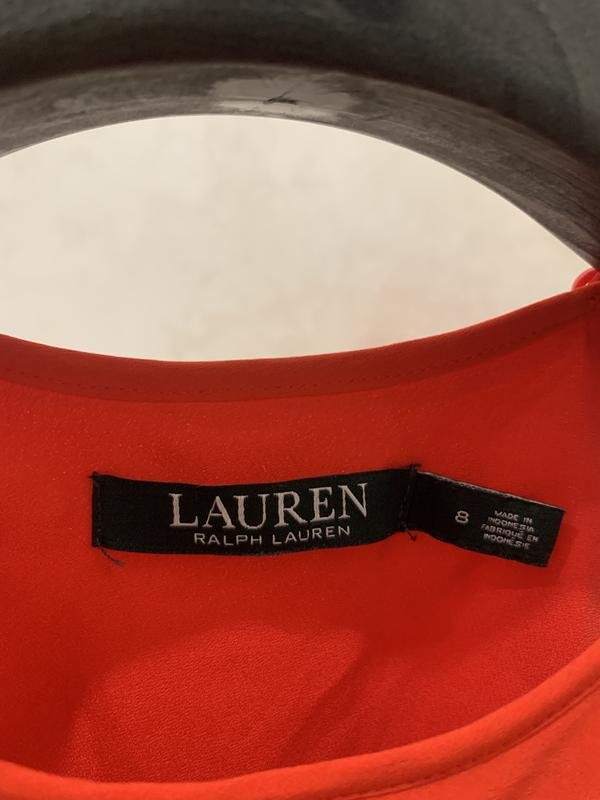 LAUREN
RALPH LAUREN
8
MADE IN
INDONESIA
FABRIQUÉ EN
INDONÉSIE